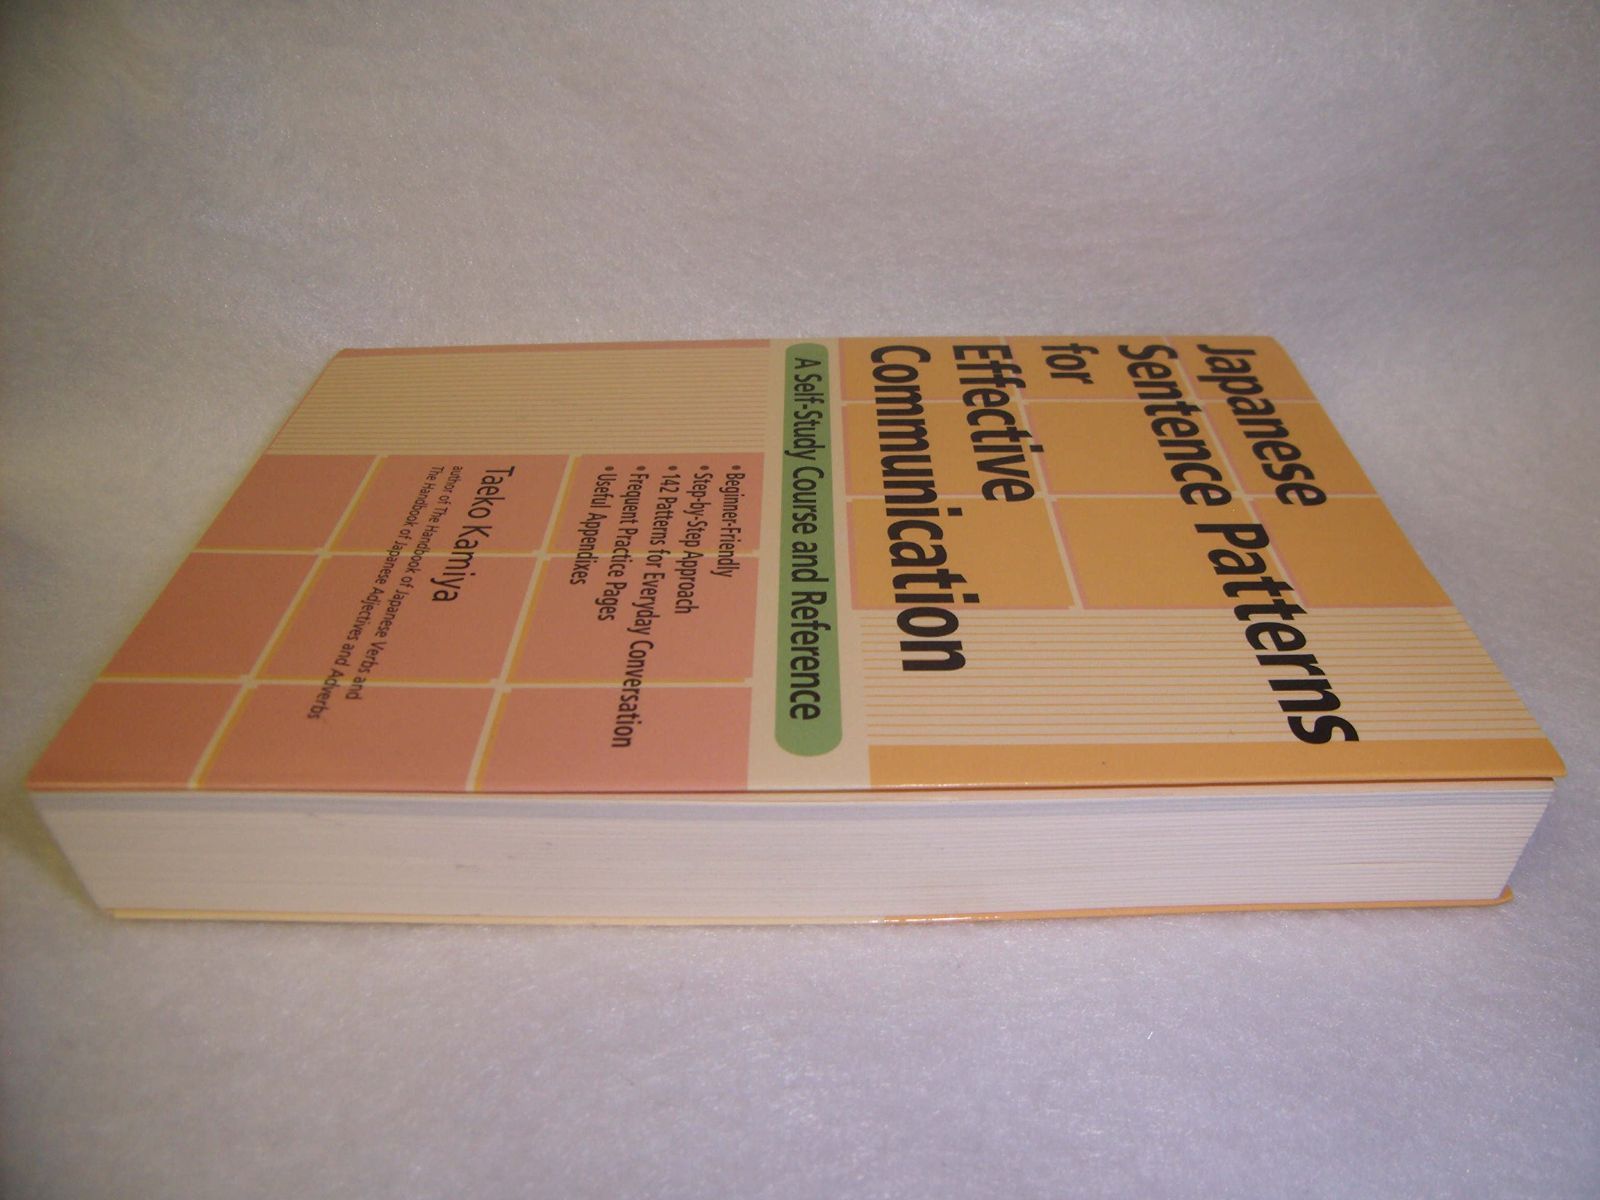 Japanese
Sentence Patterns
for
Effective
Communication
A Self-Study Course and Reference
• Beginner-Friendly
• Step-by-Step Approach
• 142 Patterns for Everyday Conversation
• Frequent Practice Pages
• Useful Appendixes
Taeko Kamiya
author of The Handbook of Japanese Verbs and
The Handbook of Japanese Adjectives and Adverbs